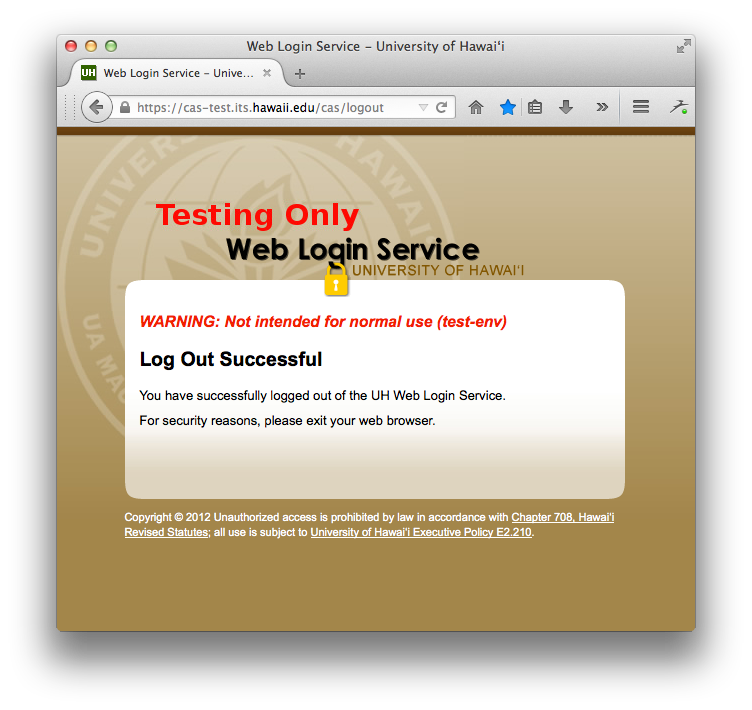 Web Login Service – University of Hawaiʻi
UH Web Login Service – Unive...
https://cas-test.its.hawaii.edu/cas/logout
UNIVERSITY HAWAII
UA MAU
Testing Only
Web Login Service
UNIVERSITY OF HAWAIʻI
WARNING: Not intended for normal use (test-env)
Log Out Successful
You have successfully logged out of the UH Web Login Service.
For security reasons, please exit your web browser.
Copyright © 2012 Unauthorized access is prohibited by law in accordance with Chapter 708, Hawaiʻi
Revised Statutes; all use is subject to University of Hawaiʻi Executive Policy E2.210.